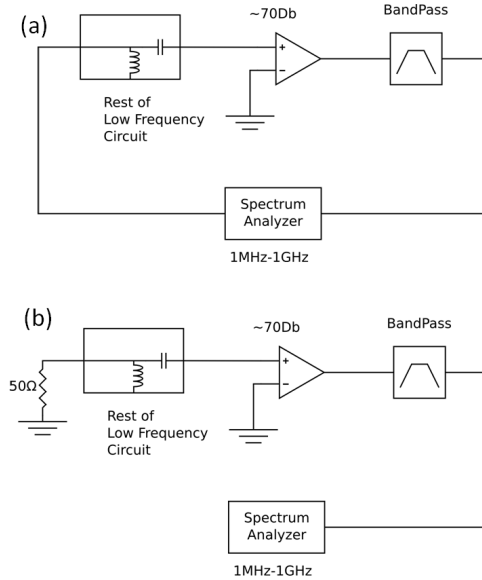 (a)
~70Db
BandPass
+
−
Rest of
Low Frequency
Circuit
Spectrum
Analyzer
1MHz-1GHz
(b)
~70Db
BandPass
50Ω
+
−
Rest of
Low Frequency
Circuit
Spectrum
Analyzer
1MHz-1GHz